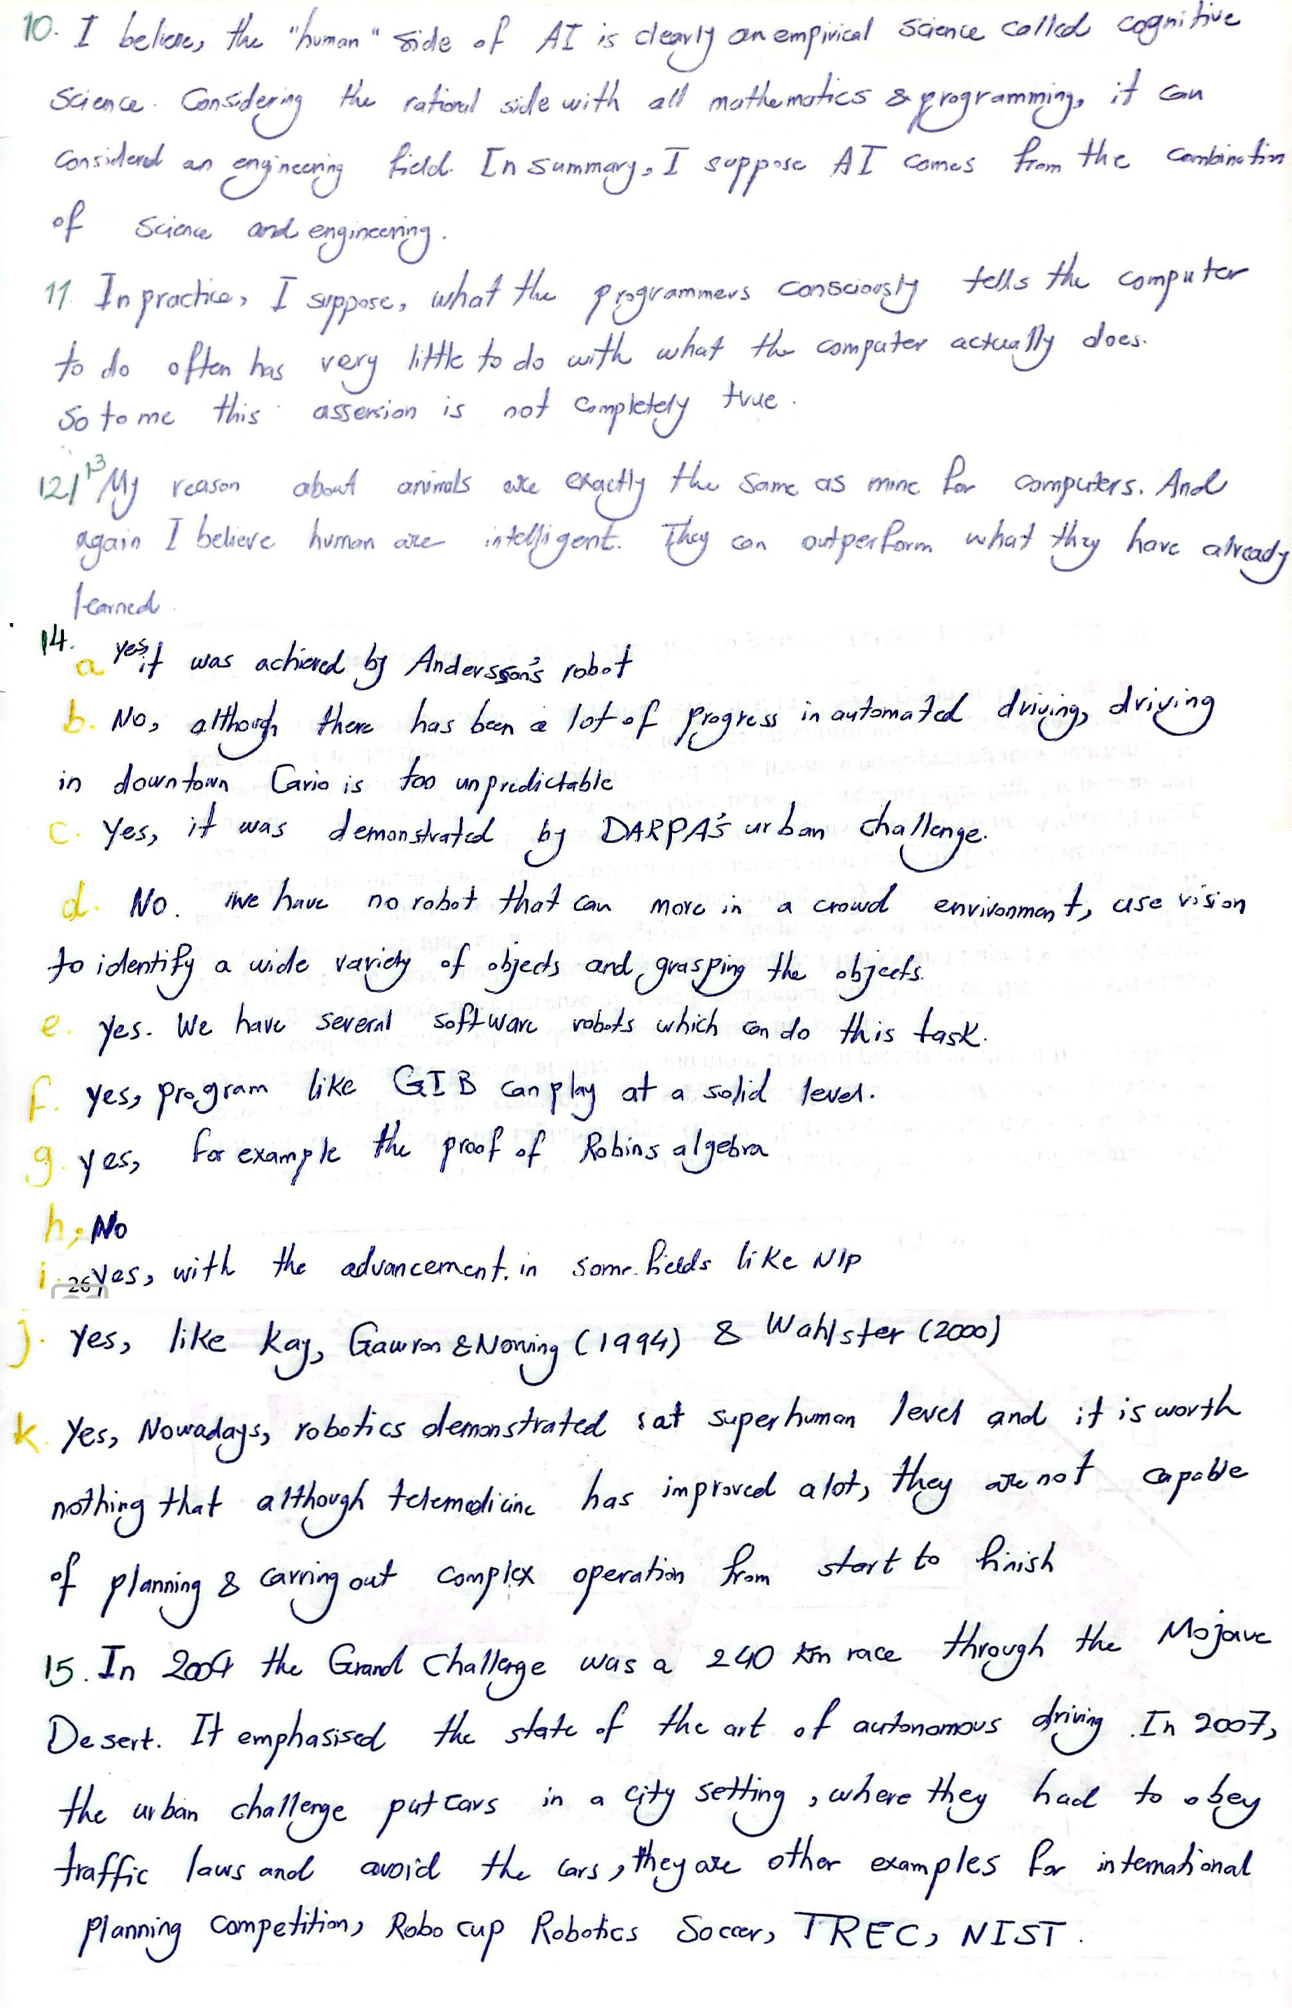 10. I believe, the "human" side of AI is clearly an empirical science called cognitive
science. Considering the rational side with all mathematics & programming, it can
considered an engineering field. In summary, I suppose AI comes from the combination
of science and engineering.
11. In practice, I suppose, what the programmers consciously tells the computer
to do often has very little to do with what the computer actually does.
So to me this assersion is not completely true.
12/13 My reason about animals are exactly the same as mine for computers. And
again I believe human are intelligent. They can outperform what they have already
learned.
14.
a yes, it was achieved by Andersson's robot
b. No, although there has been a lot of progress in automated driving, driving
in downtown Cario is too unpredictable
c. Yes, it was demonstrated by DARPA's urban challenge.
d. No. We have no robot that can more in a crowd environment, use vision
to identify a wide variety of objects and grasping the objects.
e. yes. We have several software robots which can do this task.
f. yes, program like GIB can play at a solid level.
g. yes, for example the proof of Robins algebra
h, No
i. yes, with the advancement in some fields like NlP
26
j. yes, like Kay, Gawron & Norving (1994) & Wahlster (2000)
k. Yes, Nowadays, robotics demonstrated at superhuman level and it is worth
nothing that although telemedicine has improved a lot, they are not capable
of planning & carring out complex operation from start to finish
15. In 2004 the Grand Challenge was a 240 km race through the Mojave
Desert. It emphasised the state of the art of autonomous driving. In 2007,
the urban challenge put cars in a city setting, where they had to obey
traffic laws and avoid the cars, they are other examples for international
planning competition, Robo cup Robotics Soccer, TREC, NIST.